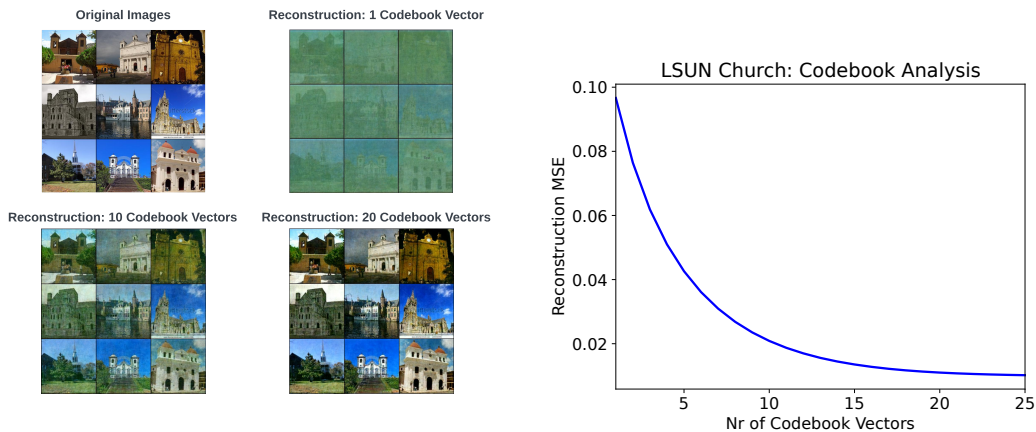 Original Images
Reconstruction: 1 Codebook Vector
Reconstruction: 10 Codebook Vectors
Reconstruction: 20 Codebook Vectors
LSUN Church: Codebook Analysis
Reconstruction MSE
0.10
0.08
0.06
0.04
0.02
5
10
15
20
25
Nr of Codebook Vectors